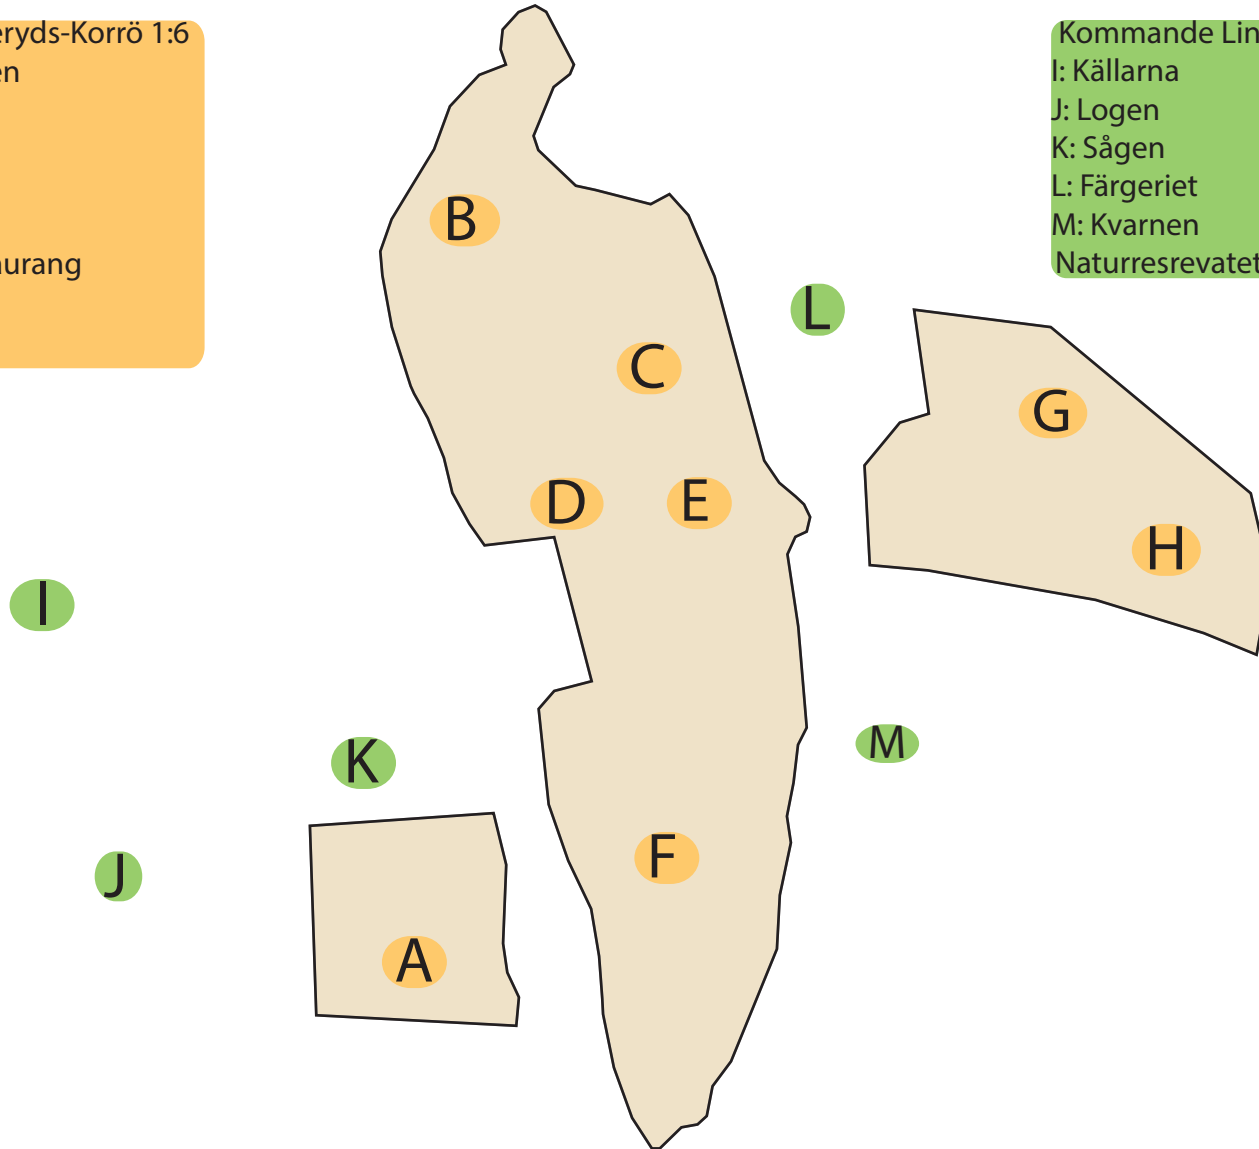 eryds-Korrö 1:6
en
urang
Kommande Lin
I: Källarna
J: Logen
K: Sågen
L: Färgeriet
M: Kvarnen
Naturresrevatet
B
L
C
G
D
E
H
I
K
M
F
J
A